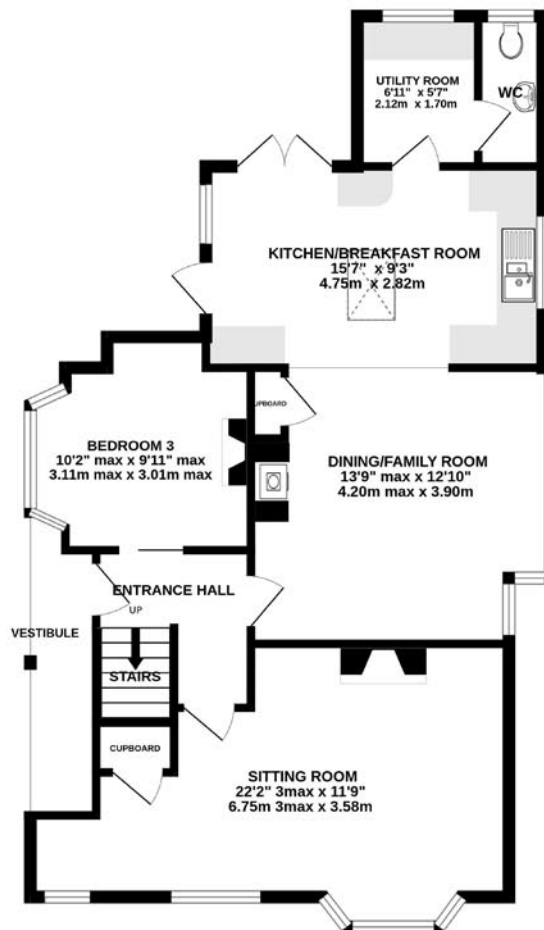 UTILITY ROOM
6'11" x 5'7"
2.12m x 1.70m
WC
KITCHEN/BREAKFAST ROOM
15'7" x 9'3"
4.75m x 2.82m
UPBOARD
BEDROOM 3
10'2" max x 9'11" max
3.11m max x 3.01m max
DINING/FAMILY ROOM
13'9" max x 12'10"
4.20m max x 3.90m
ENTRANCE HALL
UP
VESTIBULE
STAIRS
CUPBOARD
SITTING ROOM
22'2" 3max x 11'9"
6.75m 3max x 3.58m